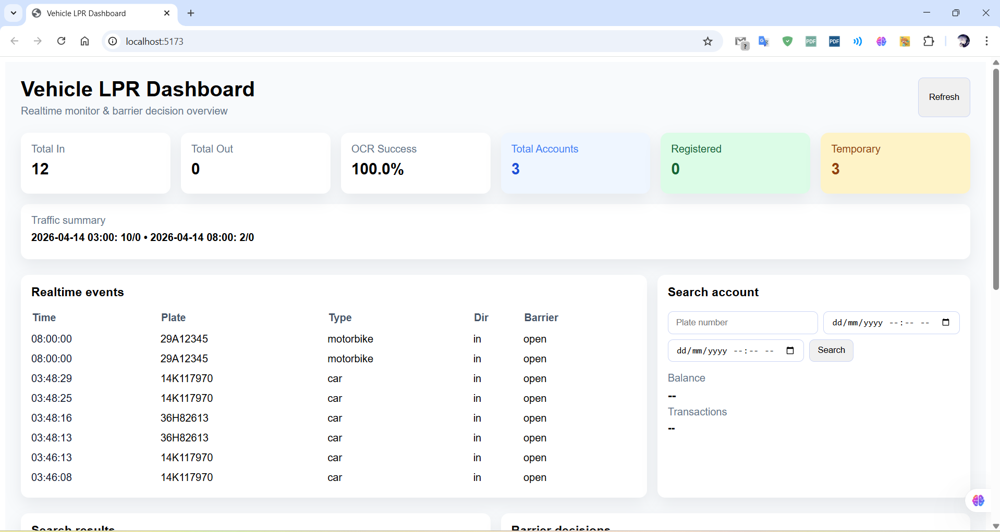 Vehicle LPR Dashboard
localhost:5173
?
PDF
PDF
Vehicle LPR Dashboard
Realtime monitor & barrier decision overview
Refresh
Total In
12
Total Out
0
OCR Success
100.0%
Total Accounts
3
Registered
0
Temporary
3
Traffic summary
2026-04-14 03:00: 10/0 • 2026-04-14 08:00: 2/0
Realtime events
Time Plate Type Dir Barrier
08:00:00 29A12345 motorbike in open
08:00:00 29A12345 motorbike in open
03:48:29 14K117970 car in open
03:48:25 14K117970 car in open
03:48:16 36H82613 car in open
03:48:13 36H82613 car in open
03:46:13 14K117970 car in open
03:46:08 14K117970 car in open
Search account
Plate number
dd/mm/yyyy --:-- --
dd/mm/yyyy --:-- --
Search
Balance
--
Transactions
--
Search results
Barrier decisions